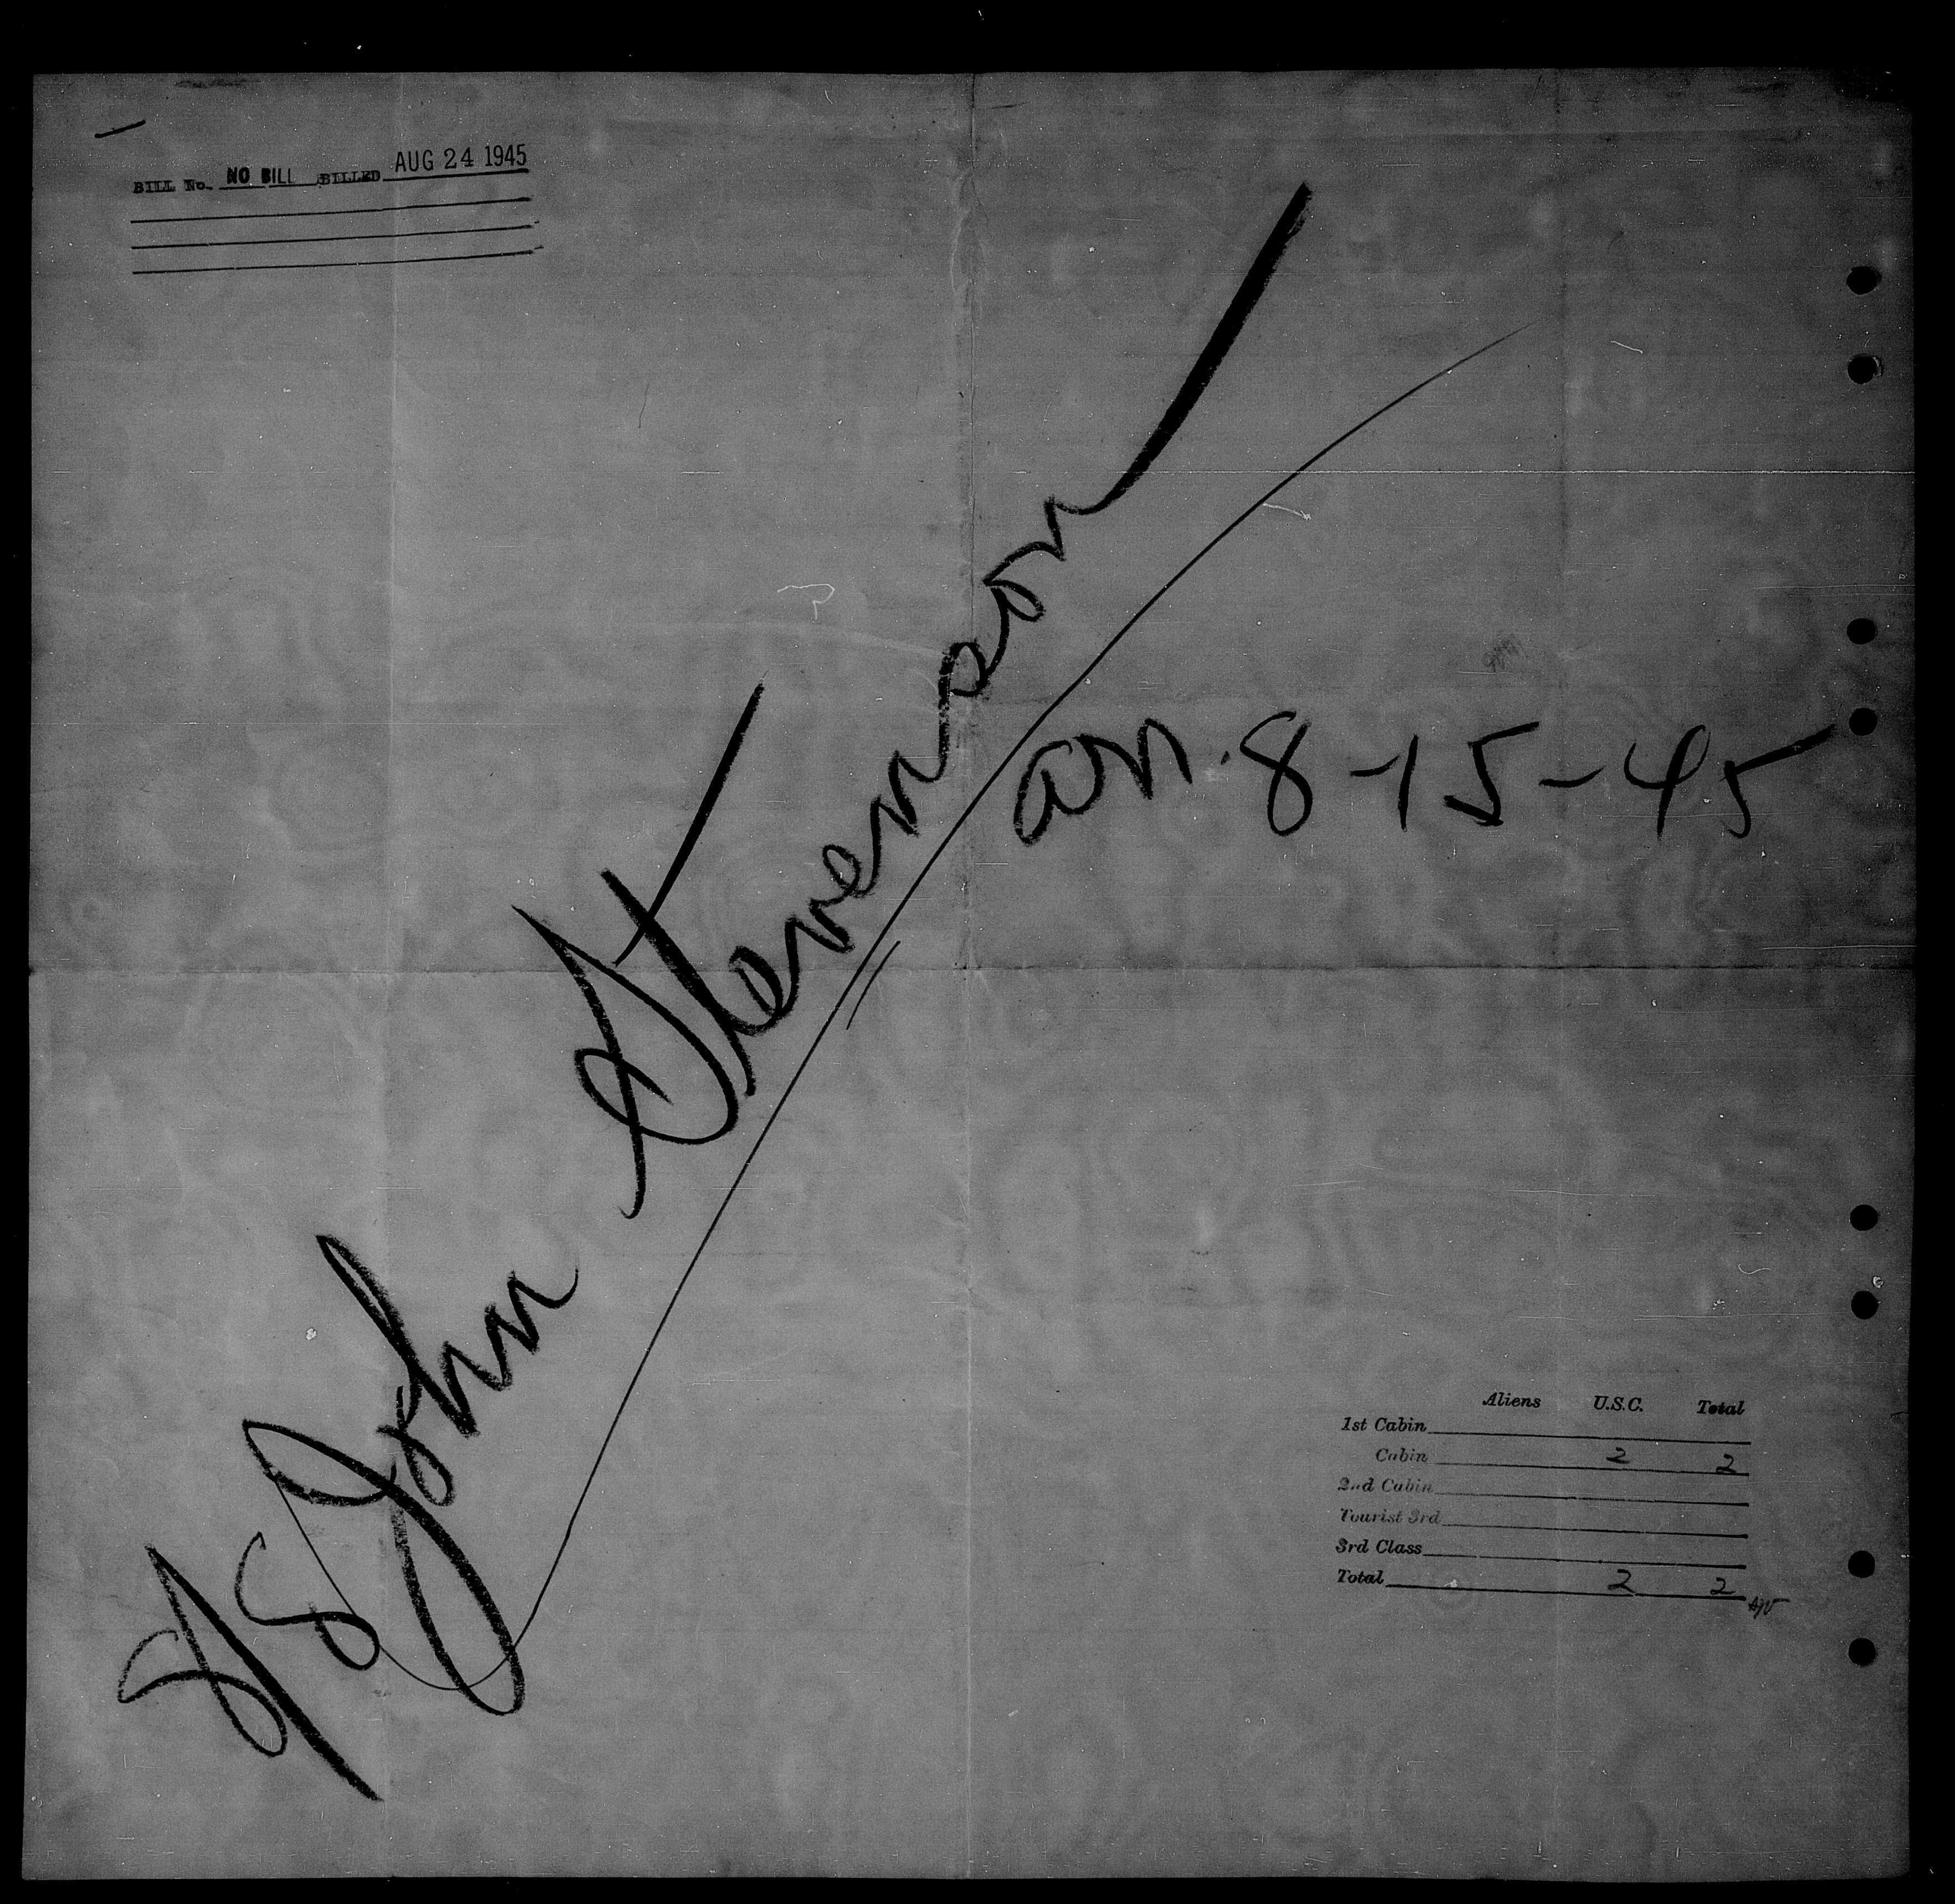 BILL No. NO BILL BILLED AUG 24 1945
S/S John Stevenson
arr. 8-15-45
Aliens U.S.C. Total
1st Cabin
Cabin 2 2
2nd Cabin
Tourist 3rd
3rd Class
Total 2 2